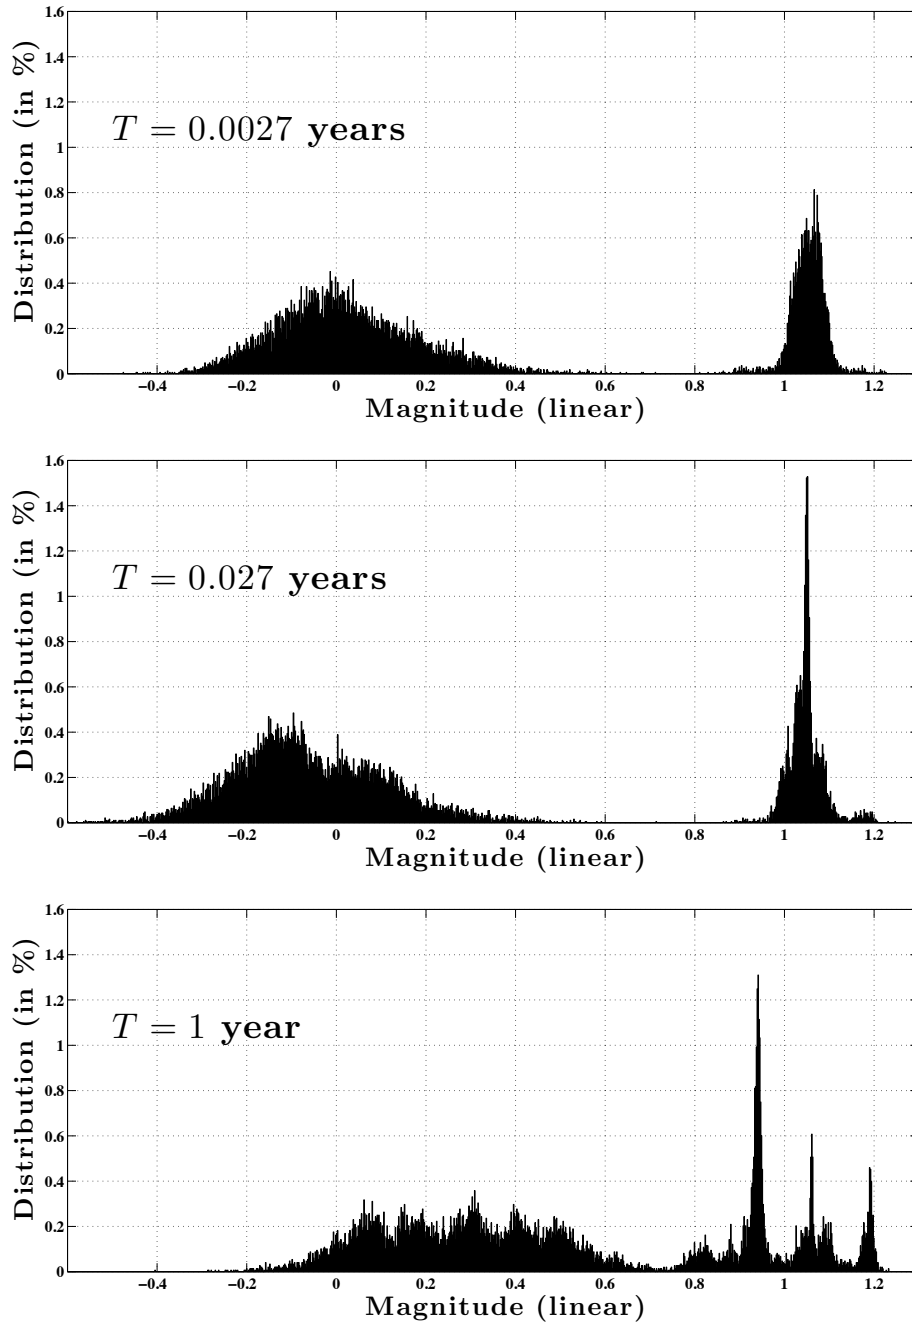 1.6
1.4
1.2
1
0.8
0.6
0.4
0.2
0
Distribution (in %)
T = 0.0027 years
−0.4 −0.2 0 0.2 0.4 0.6 0.8 1 1.2
Magnitude (linear)
1.6
1.4
1.2
1
0.8
0.6
0.4
0.2
0
Distribution (in %)
T = 0.027 years
−0.4 −0.2 0 0.2 0.4 0.6 0.8 1 1.2
Magnitude (linear)
1.6
1.4
1.2
1
0.8
0.6
0.4
0.2
0
Distribution (in %)
T = 1 year
−0.4 −0.2 0 0.2 0.4 0.6 0.8 1 1.2
Magnitude (linear)